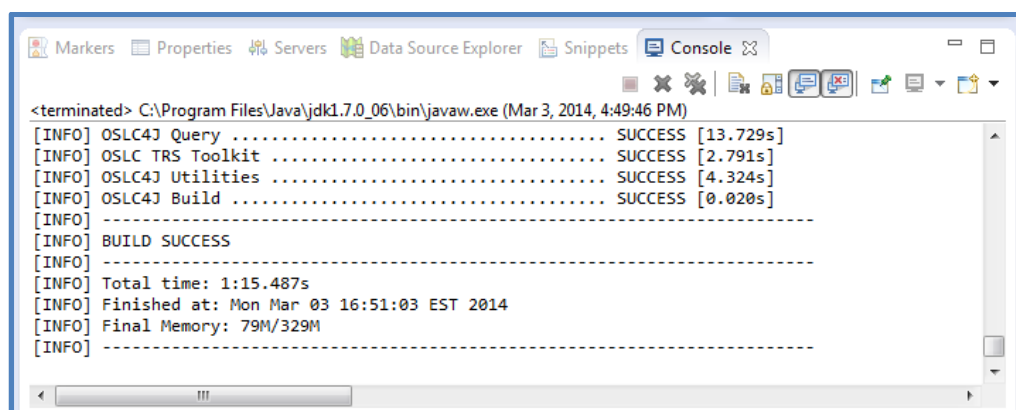 Markers Properties Servers Data Source Explorer Snippets Console
<terminated> C:\Program Files\Java\jdk1.7.0_06\bin\javaw.exe (Mar 3, 2014, 4:49:46 PM)
[INFO] OSLC4J Query ...................................... SUCCESS [13.729s]
[INFO] OSLC TRS Toolkit .................................. SUCCESS [2.791s]
[INFO] OSLC4J Utilities .................................. SUCCESS [4.324s]
[INFO] OSLC4J Build ...................................... SUCCESS [0.020s]
[INFO] ------------------------------------------------------------------------
[INFO] BUILD SUCCESS
[INFO] ------------------------------------------------------------------------
[INFO] Total time: 1:15.487s
[INFO] Finished at: Mon Mar 03 16:51:03 EST 2014
[INFO] Final Memory: 79M/329M
[INFO] ------------------------------------------------------------------------